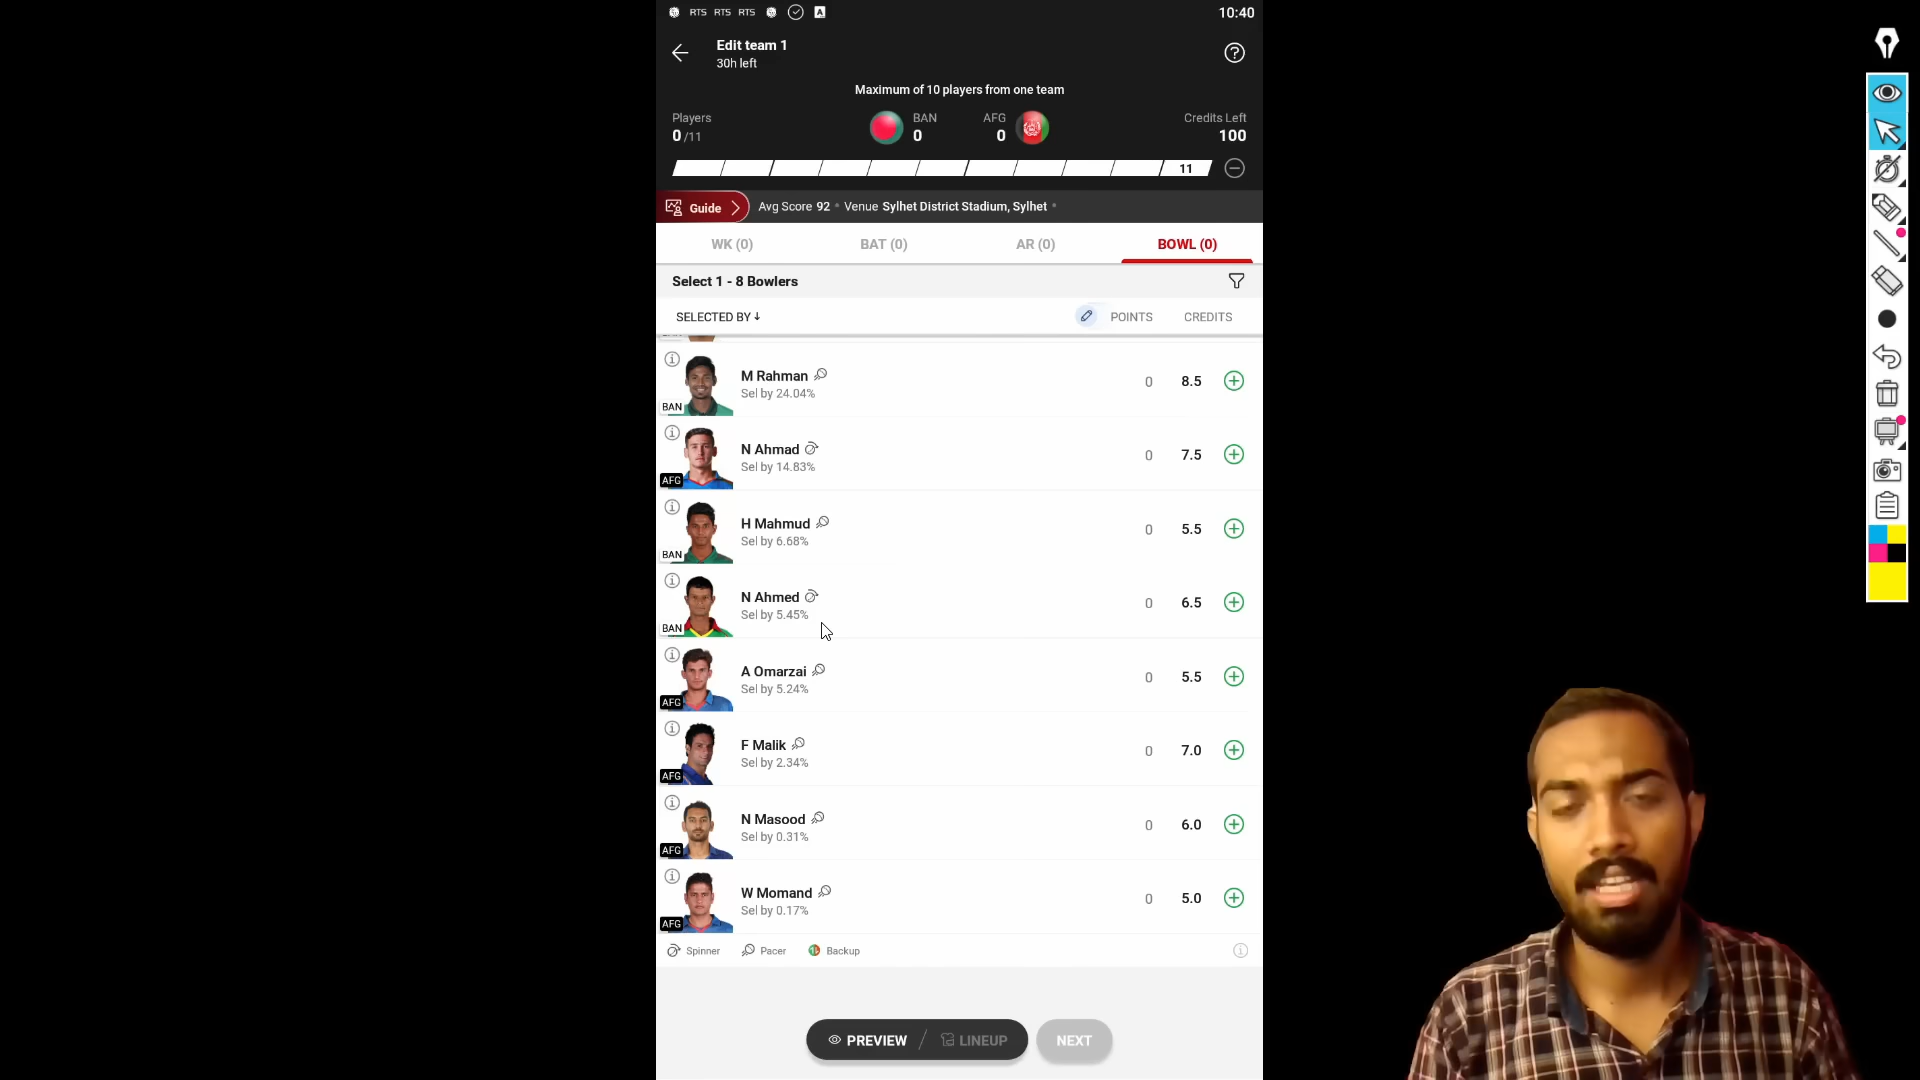 RTS RTS RTS A 10:40
Edit team 1
30h left
Maximum of 10 players from one team
Players BAN AFG Credits Left
0 /11 0 0 100
11
Guide Avg Score 92 • Venue Sylhet District Stadium, Sylhet •
WK (0) BAT (0) AR (0) BOWL (0)
Select 1 - 8 Bowlers
SELECTED BY ↓ POINTS CREDITS
M Rahman 0 8.5
Sel by 24.04%
BAN
N Ahmad 0 7.5
Sel by 14.83%
AFG
H Mahmud 0 5.5
Sel by 6.68%
BAN
N Ahmed 0 6.5
Sel by 5.45%
BAN
A Omarzai 0 5.5
Sel by 5.24%
AFG
F Malik 0 7.0
Sel by 2.34%
AFG
N Masood 0 6.0
Sel by 0.31%
AFG
W Momand 0 5.0
Sel by 0.17%
AFG
Spinner Pacer Backup
PREVIEW / LINEUP NEXT